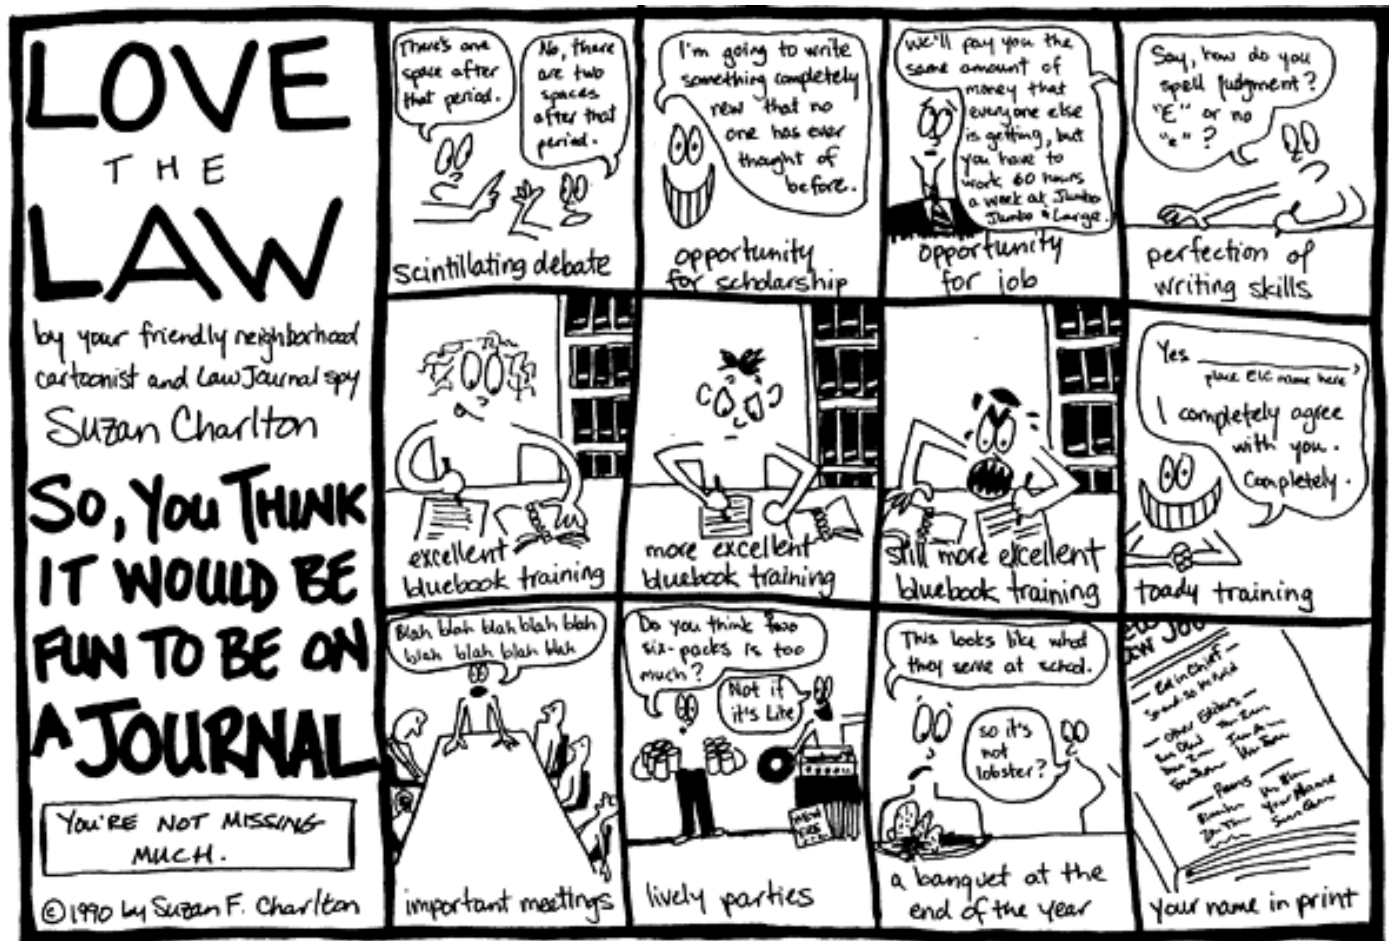 LOVE
THE
LAW
by your friendly neighborhood
cartoonist and Law Journal spy
Suzan Charlton
SO, YOU THINK
IT WOULD BE
FUN TO BE ON
A JOURNAL
YOU'RE NOT MISSING
MUCH.
©1990 by Suzan F. Charlton
There's one
space after
that period.
No, there
are two
spaces
after that
period.
scintillating debate
I'm going to write
something completely
new that no
one has ever
thought of
before.
opportunity
for scholarship
We'll pay you the
same amount of
money that
everyone else
is getting, but
you have to
work 60 hours
a week at Jumbo
Jumbo & Large.
opportunity
for job
Say, how do you
spell judgment?
"E" or no
"e"?
perfection of
writing skills
excellent
bluebook training
more excellent
bluebook training
still more excellent
bluebook training
Yes ________,
place EIC name here
I completely agree
with you.
Completely.
toady training
Blah blah blah blah blah
blah blah blah blah
important meetings
Do you think two
six-packs is too
much?
Not if
it's Lite
lively parties
This looks like what
they serve at school.
so it's
not
lobster?
a banquet at the
end of the year
Ed in Chief
Other Editors
Your Name
your name in print